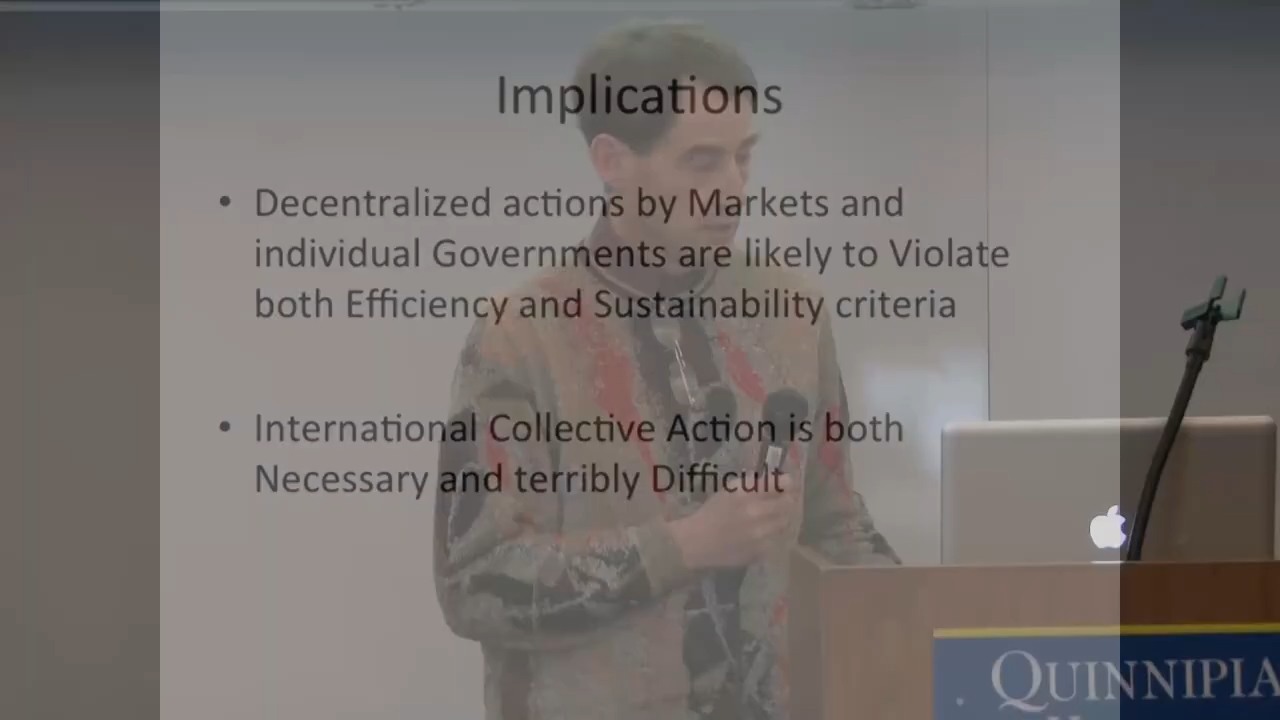 Implications
• Decentralized actions by Markets and
individual Governments are likely to Violate
both Efficiency and Sustainability criteria
• International Collective Action is both
Necessary and terribly Difficult
QUINNIPIA